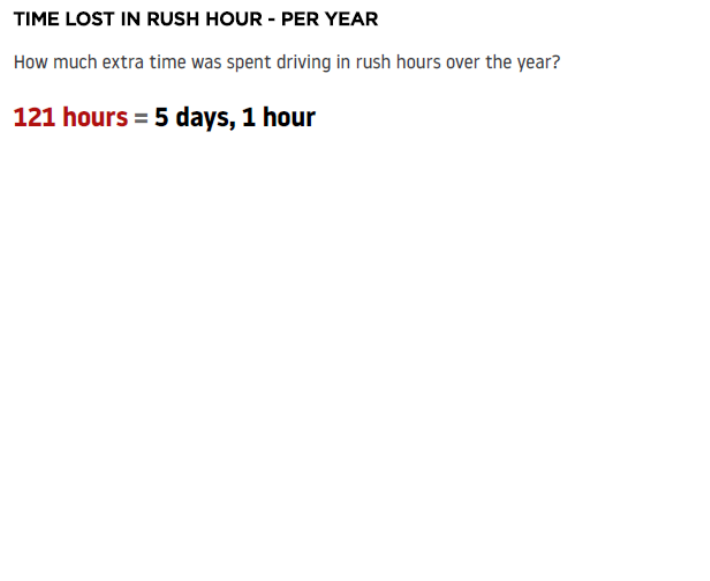 TIME LOST IN RUSH HOUR - PER YEAR
How much extra time was spent driving in rush hours over the year?
121 hours = 5 days, 1 hour